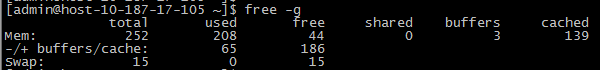 [admin@host-10-187-17-105 ~]$ free -g
             total       used       free     shared    buffers     cached
Mem:           252        208         44          0          3        139
-/+ buffers/cache:         65        186
Swap:           15          0         15